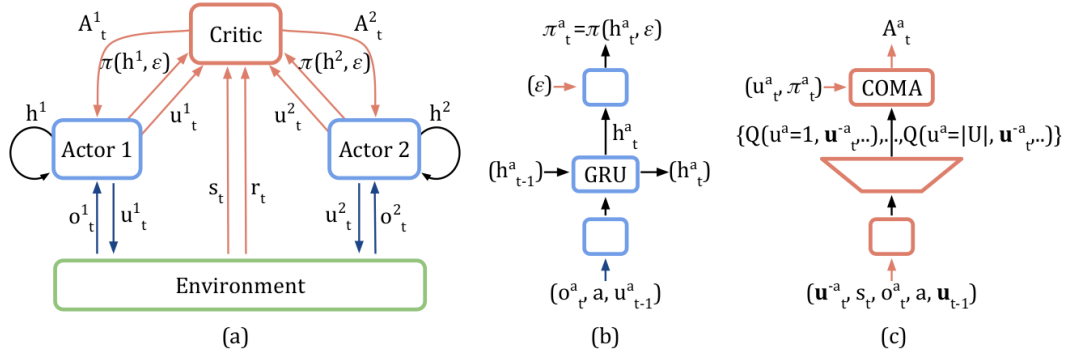 A¹ₜ
Critic
A²ₜ
π(h¹, ε)
π(h², ε)
h¹
u¹ₜ
u²ₜ
h²
Actor 1
Actor 2
sₜ
rₜ
o¹ₜ
u¹ₜ
u²ₜ
o²ₜ
Environment
(a)
πᵃₜ=π(hᵃₜ, ε)
(ε)
hᵃₜ
(hᵃₜ₋₁)
GRU
(hᵃₜ)
(oᵃₜ, a, uᵃₜ₋₁)
(b)
Aᵃₜ
(uᵃₜ, πᵃₜ)
COMA
{Q(uᵃ=1, u⁻ᵃₜ,..),...,Q(uᵃ=|U|, u⁻ᵃₜ,..)}
(u⁻ᵃₜ, sₜ, oᵃₜ, a, uₜ₋₁)
(c)